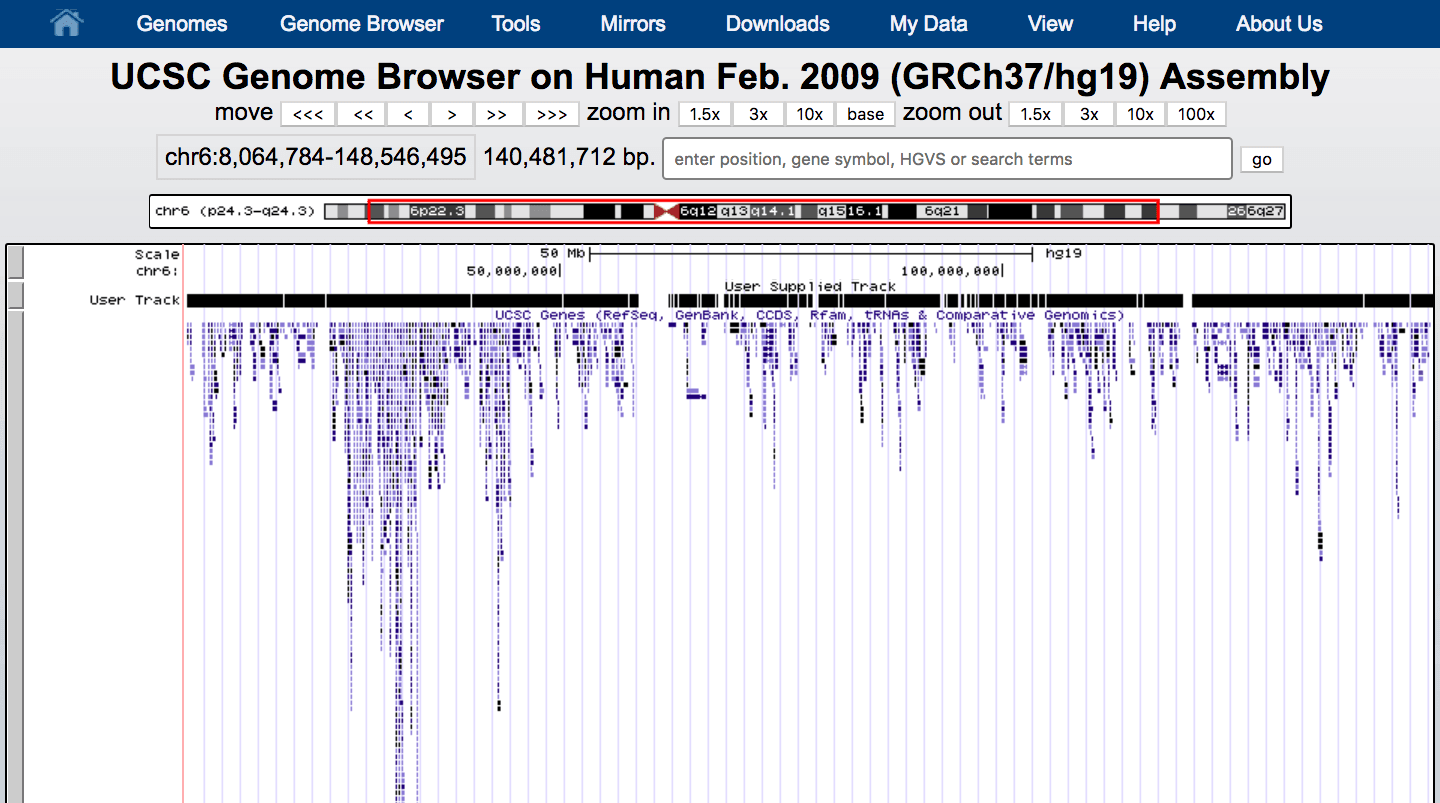 Genomes Genome Browser Tools Mirrors Downloads My Data View Help About Us
UCSC Genome Browser on Human Feb. 2009 (GRCh37/hg19) Assembly
move <<< << < > >> >>> zoom in 1.5x 3x 10x base zoom out 1.5x 3x 10x 100x
chr6:8,064,784-148,546,495 140,481,712 bp. enter position, gene symbol, HGVS or search terms go
chr6 (p24.3-q24.3) 6p22.3 6q12 q13 q14.1 q15 16.1 6q21 26 6q27
Scale 50 Mb hg19
chr6: 50,000,000| 100,000,000|
User Supplied Track
User Track
UCSC Genes (RefSeq, GenBank, CCDS, Rfam, tRNAs & Comparative Genomics)